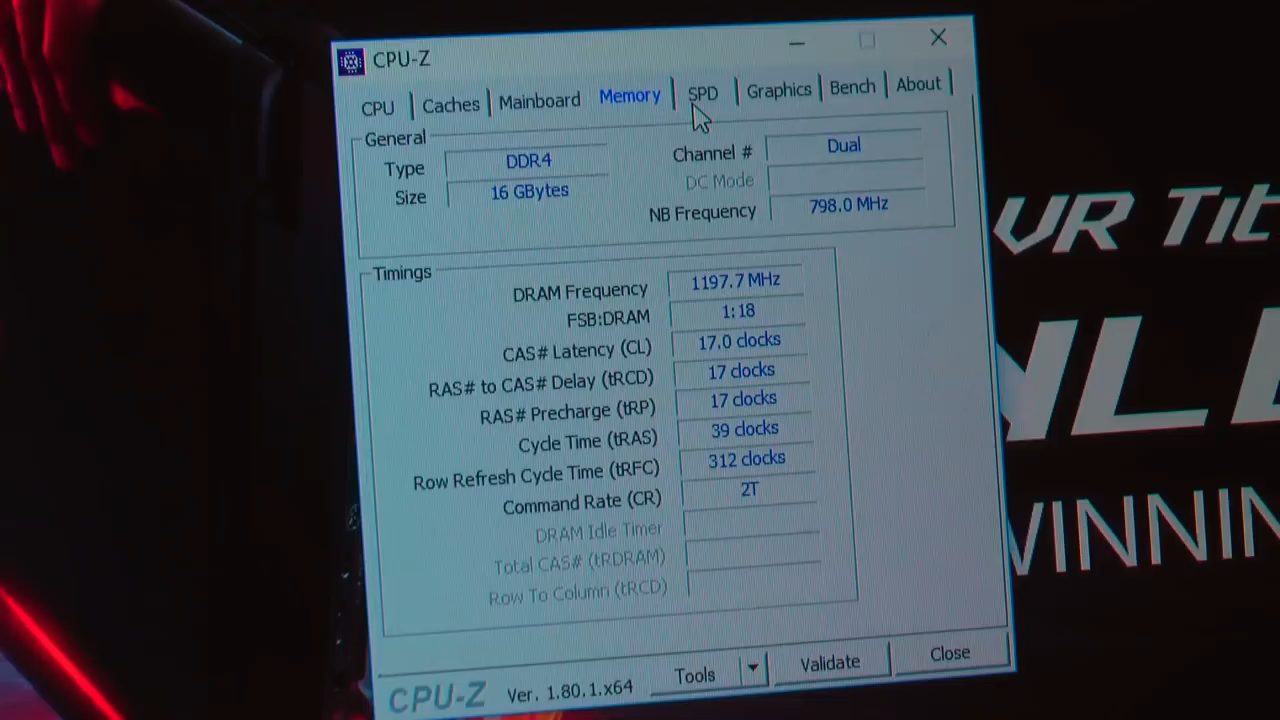 CPU-Z
CPU Caches Mainboard Memory SPD Graphics Bench About
General
Type DDR4 Channel # Dual
Size 16 GBytes DC Mode
NB Frequency 798.0 MHz
Timings
DRAM Frequency 1197.7 MHz
FSB:DRAM 1:18
CAS# Latency (CL) 17.0 clocks
RAS# to CAS# Delay (tRCD) 17 clocks
RAS# Precharge (tRP) 17 clocks
Cycle Time (tRAS) 39 clocks
Row Refresh Cycle Time (tRFC) 312 clocks
Command Rate (CR) 2T
DRAM Idle Timer
Total CAS# (tRDRAM)
Row To Column (tRCD)
CPU-Z Ver. 1.80.1.x64 Tools Validate Close
VR Tit
NLE
WINNIN